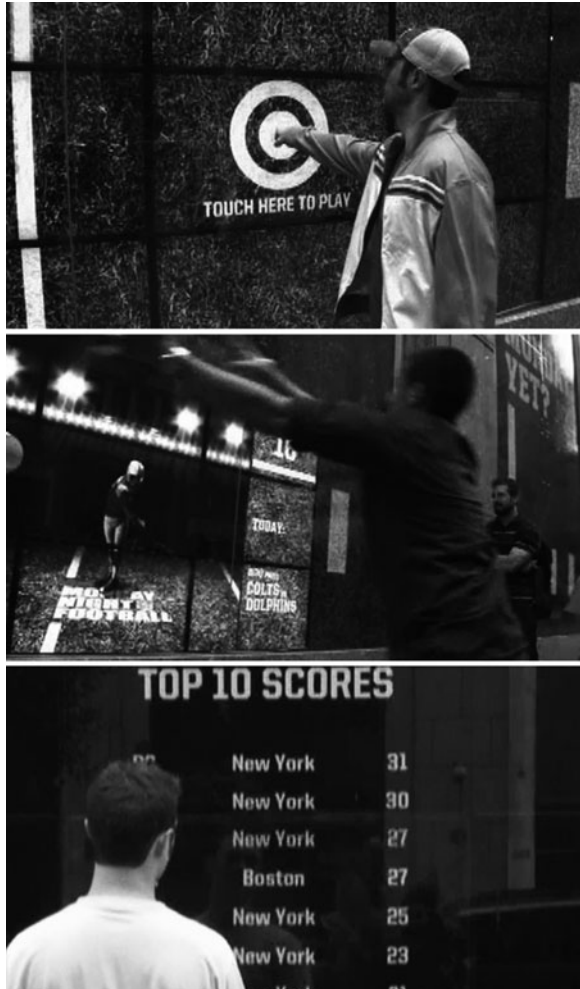 TOUCH HERE TO PLAY
YET?
10
TODAY:
COLTS
DOLPHINS
NIGHT
FOOTBALL
TOP 10 SCORES
New York 31
New York 30
New York 27
Boston 27
New York 25
New York 23